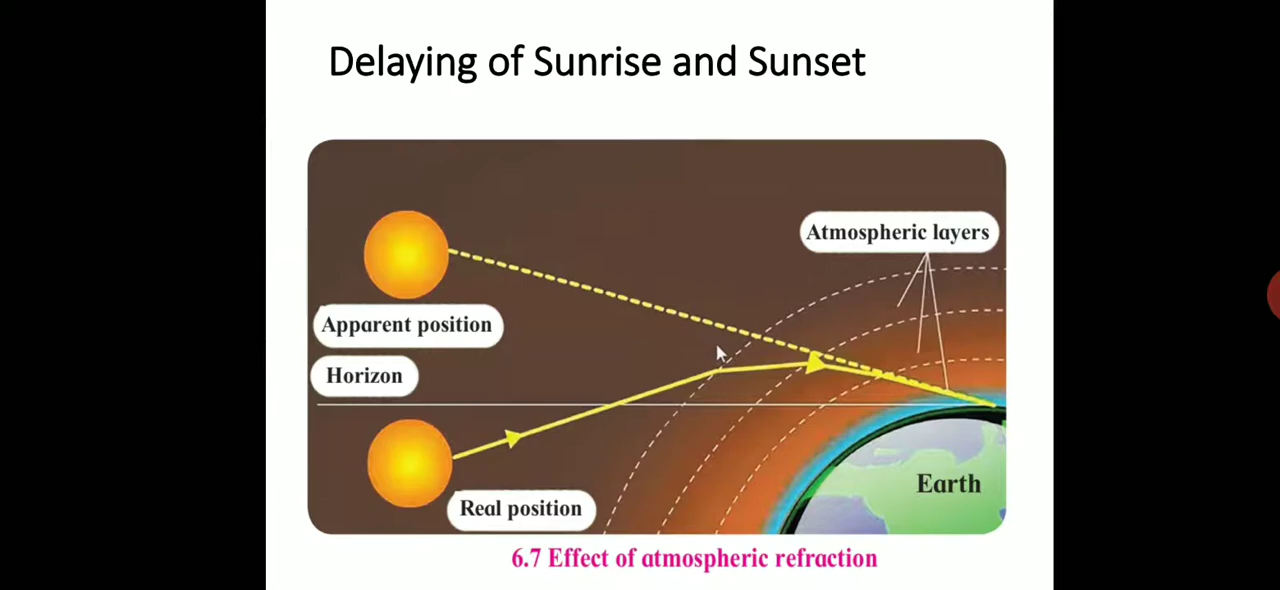 Delaying of Sunrise and Sunset
Atmospheric layers
Apparent position
Horizon
Earth
Real position
6.7 Effect of atmospheric refraction